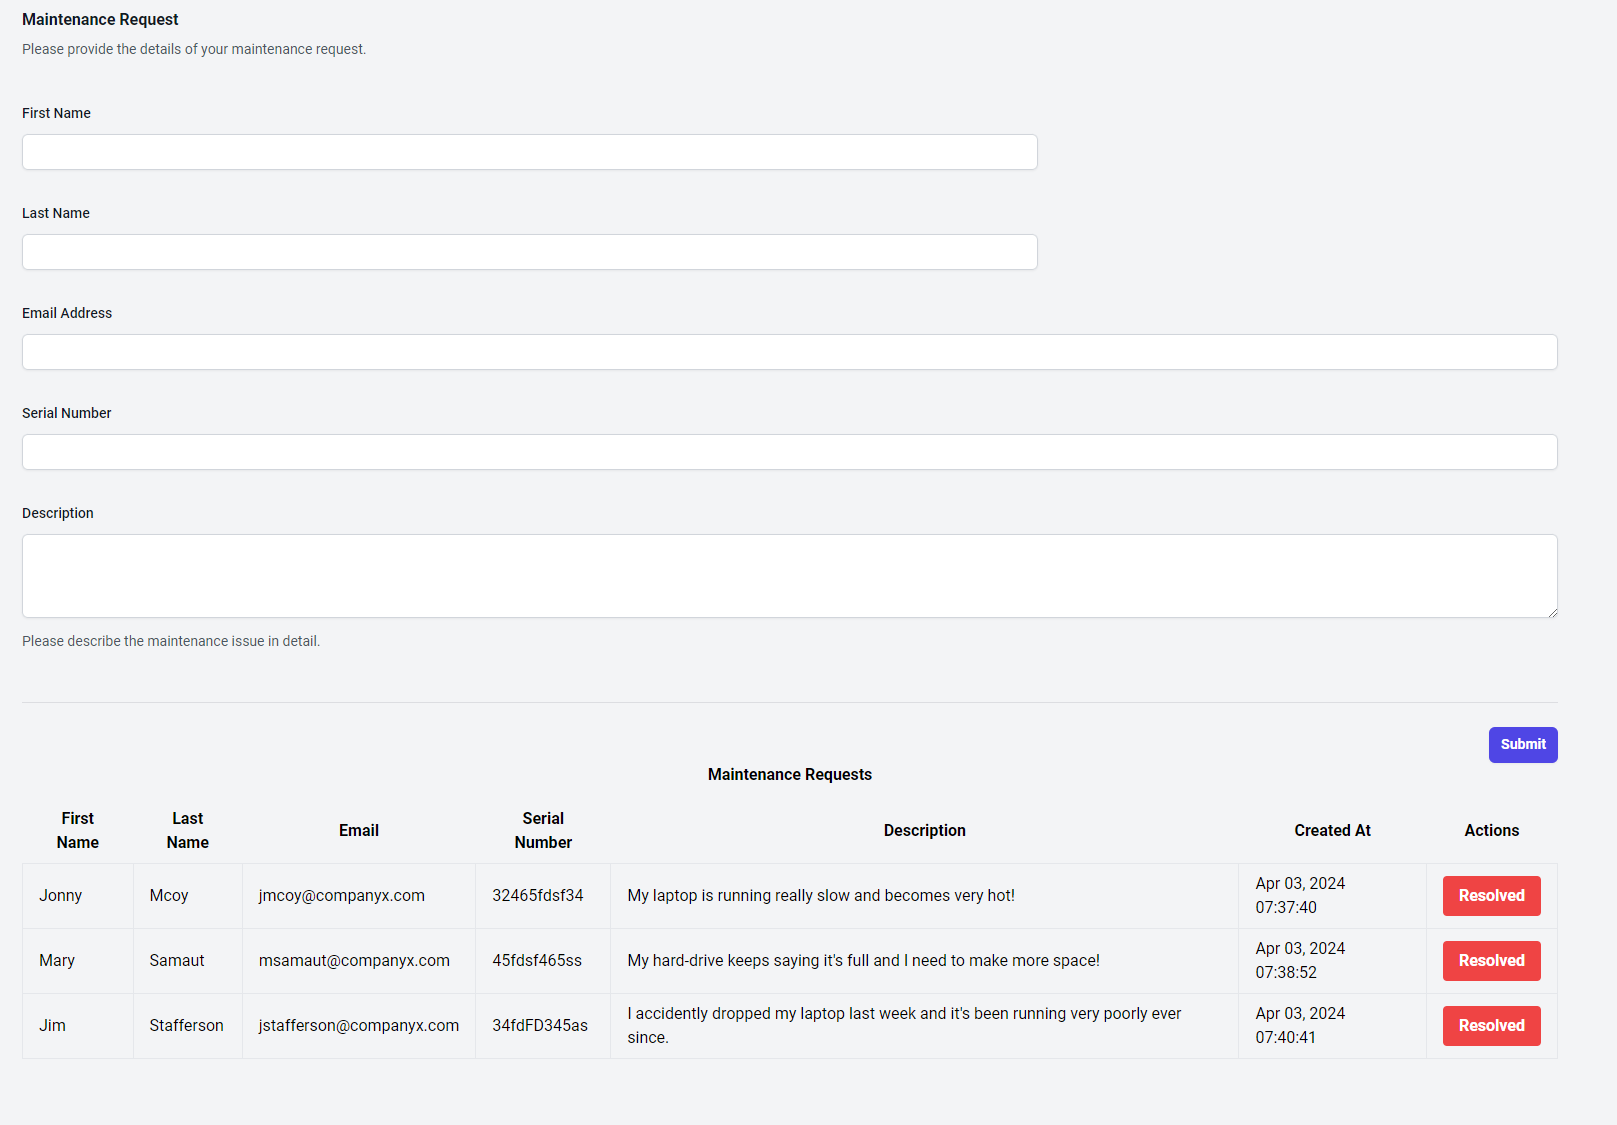 Maintenance Request
Please provide the details of your maintenance request.
First Name
Last Name
Email Address
Serial Number
Description
Please describe the maintenance issue in detail.
Submit
Maintenance Requests
First Name Last Name Email Serial Number Description Created At Actions
Jonny Mcoy jmcoy@companyx.com 32465fdsf34 My laptop is running really slow and becomes very hot! Apr 03, 2024 07:37:40 Resolved
Mary Samaut msamaut@companyx.com 45fdsf465ss My hard-drive keeps saying it's full and I need to make more space! Apr 03, 2024 07:38:52 Resolved
Jim Stafferson jstafferson@companyx.com 34fdFD345as I accidently dropped my laptop last week and it's been running very poorly ever since. Apr 03, 2024 07:40:41 Resolved